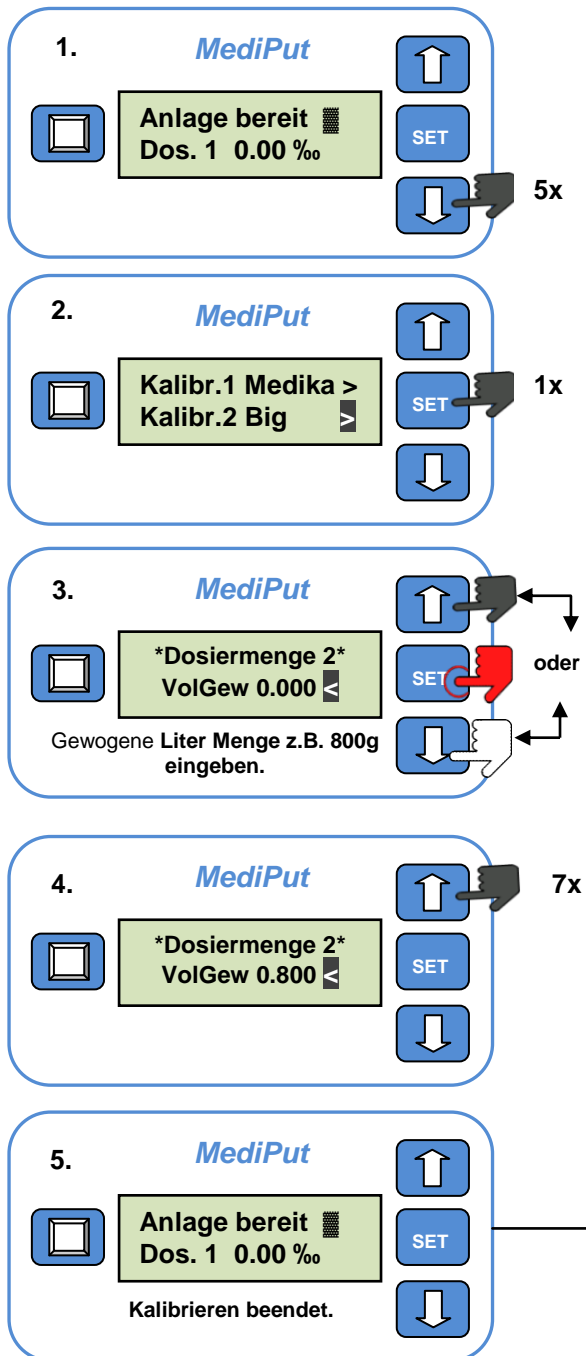 1.
MediPut
Anlage bereit ▓
Dos. 1 0.00 ‰
SET
5x
2.
MediPut
Kalibr.1 Medika >
Kalibr.2 Big >
SET
1x
3.
MediPut
*Dosiermenge 2*
VolGew 0.000 <
SET
oder
Gewogene Liter Menge z.B. 800g
eingeben.
4.
MediPut
7x
*Dosiermenge 2*
VolGew 0.800 <
SET
5.
MediPut
Anlage bereit ▓
Dos. 1 0.00 ‰
SET
Kalibrieren beendet.